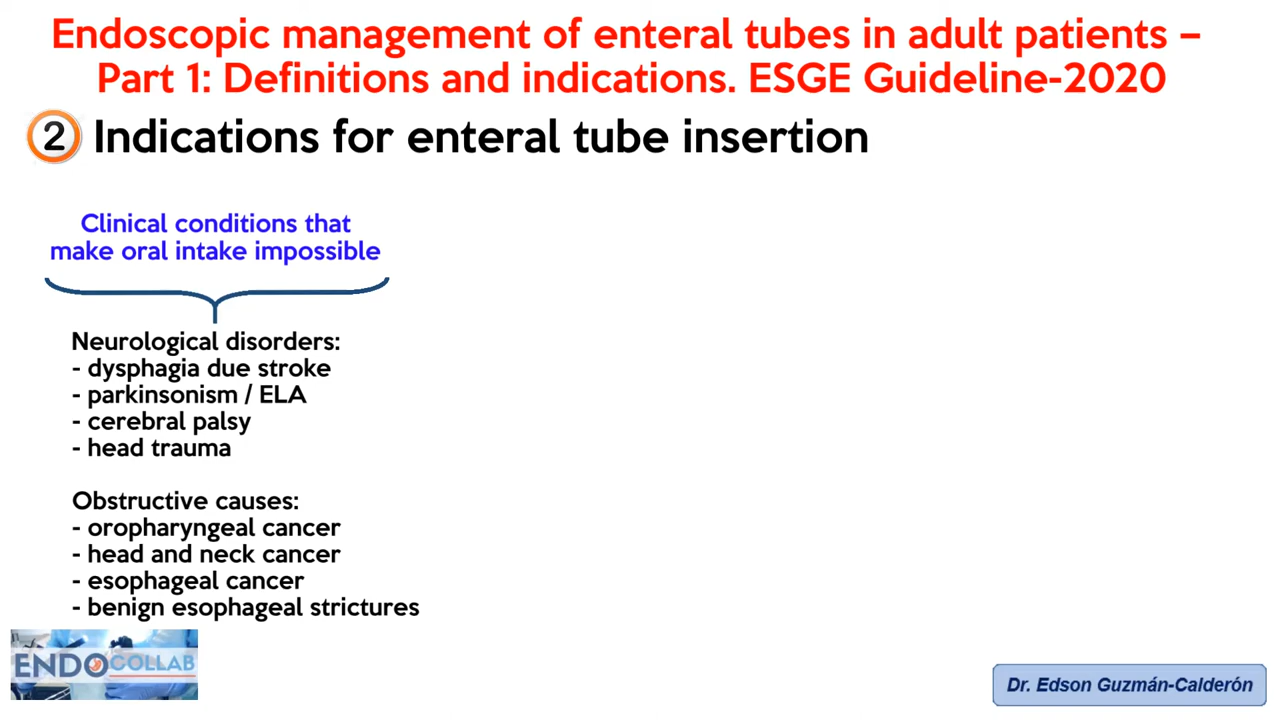 Endoscopic management of enteral tubes in adult patients –
Part 1: Definitions and indications. ESGE Guideline-2020
2 Indications for enteral tube insertion
Clinical conditions that
make oral intake impossible
Neurological disorders:
- dysphagia due stroke
- parkinsonism / ELA
- cerebral palsy
- head trauma
Obstructive causes:
- oropharyngeal cancer
- head and neck cancer
- esophageal cancer
- benign esophageal strictures
ENDOCOLLAB
Dr. Edson Guzmán-Calderón